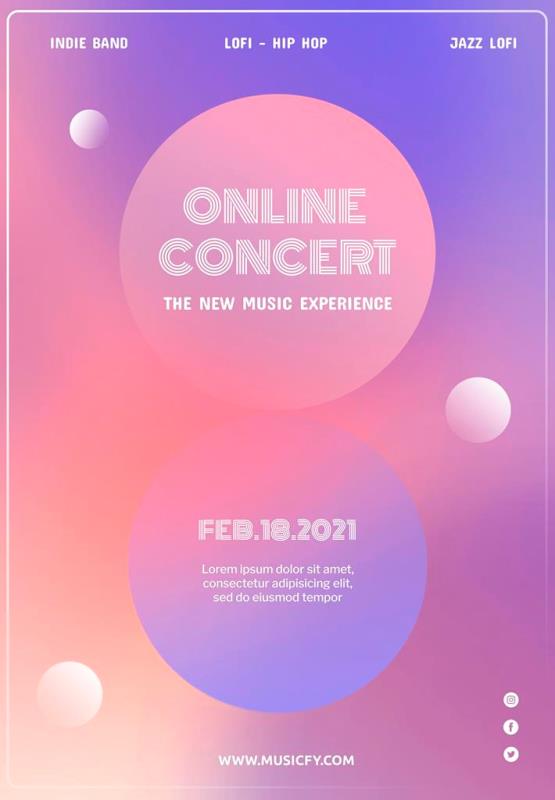 INDIE BAND
LOFI - HIP HOP
JAZZ LOFI
ONLINE
CONCERT
THE NEW MUSIC EXPERIENCE
FEB.18.2021
Lorem ipsum dolor sit amet,
consectetur adipisicing elit,
sed do eiusmod tempor
WWW.MUSICFY.COM